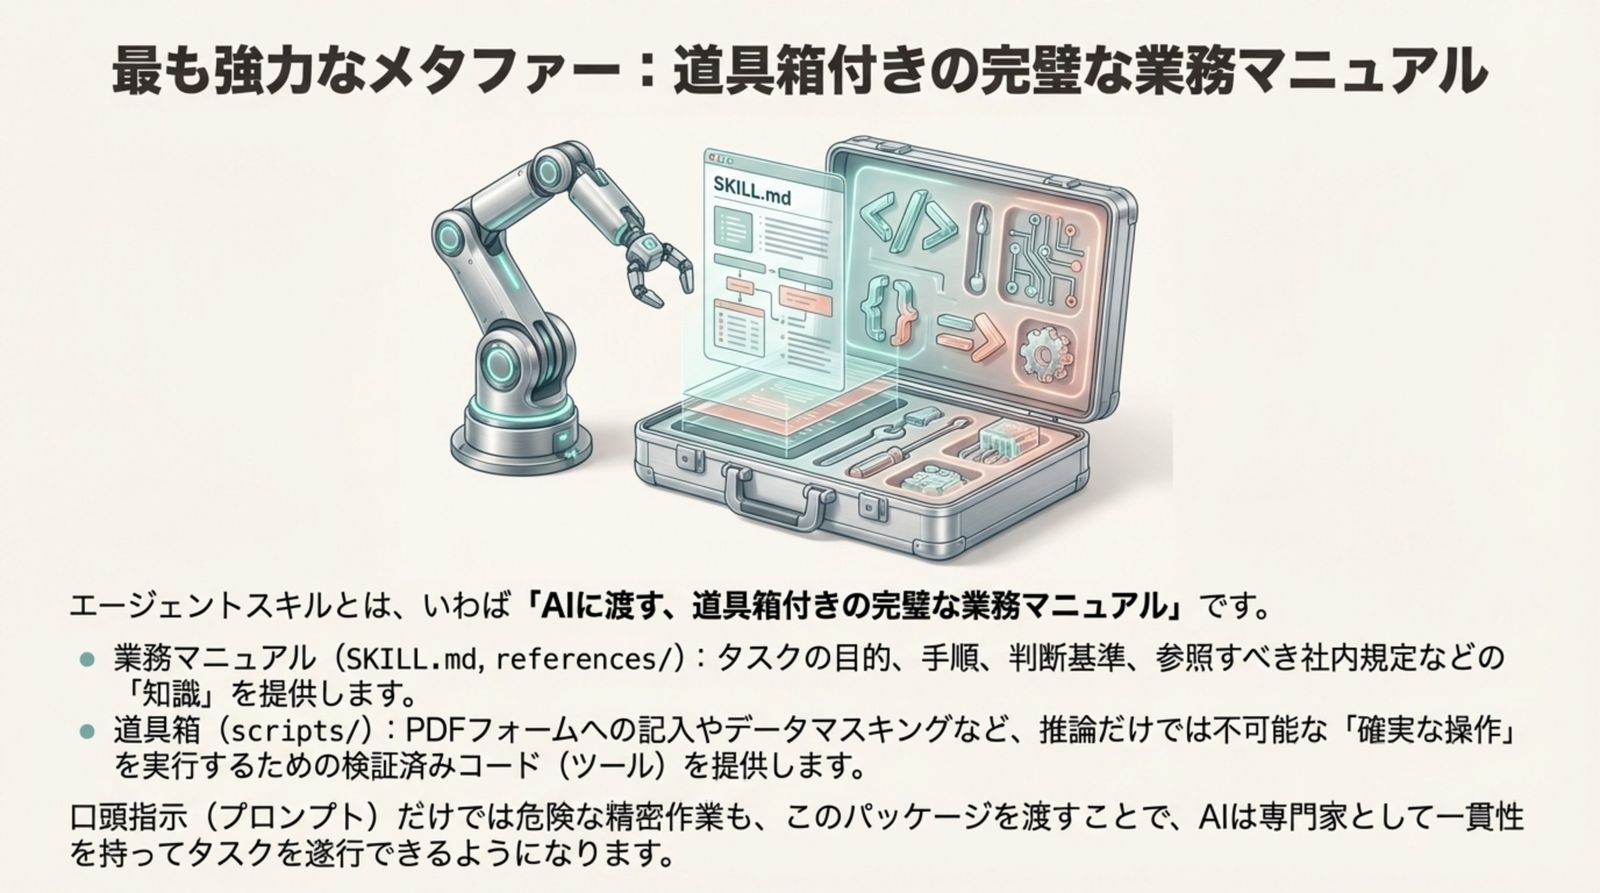 最も強力なメタファー：道具箱付きの完璧な業務マニュアル
SKILL.md
エージェントスキルとは、いわば「AIに渡す、道具箱付きの完璧な業務マニュアル」です。
● 業務マニュアル（SKILL.md, references/）：タスクの目的、手順、判断基準、参照すべき社内規定などの
「知識」を提供します。
● 道具箱（scripts/）：PDFフォームへの記入やデータマスキングなど、推論だけでは不可能な「確実な操作」
を実行するための検証済みコード（ツール）を提供します。
口頭指示（プロンプト）だけでは危険な精密作業も、このパッケージを渡すことで、AIは専門家として一貫性
を持ってタスクを遂行できるようになります。